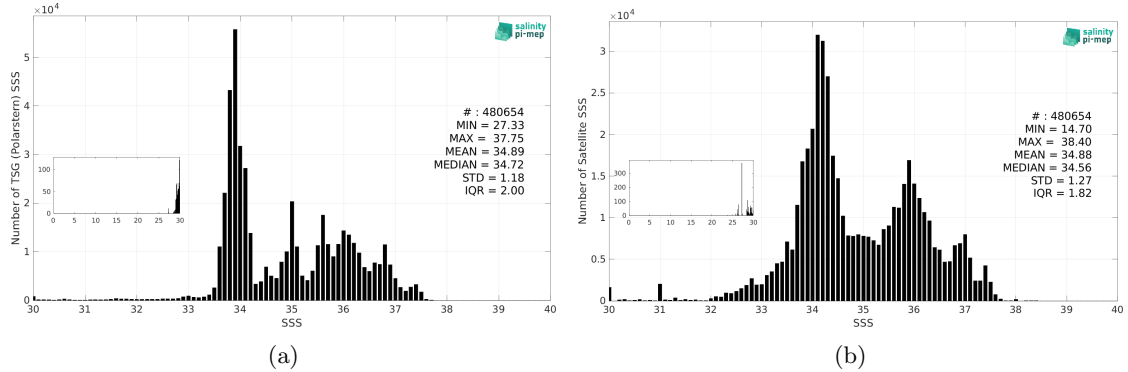 ×10⁴
salinity
pi-mep
Number of TSG (Polarstern) SSS
5
4
3
2
1
0
# : 480654
MIN = 27.33
MAX = 37.75
MEAN = 34.89
MEDIAN = 34.72
STD = 1.18
IQR = 2.00
100
50
0
0 5 10 15 20 25 30
30 31 32 33 34 35 36 37 38 39 40
SSS
(a)
×10⁴
salinity
pi-mep
Number of Satellite SSS
3
2.5
2
1.5
1
0.5
0
# : 480654
MIN = 14.70
MAX = 38.40
MEAN = 34.88
MEDIAN = 34.56
STD = 1.27
IQR = 1.82
300
200
100
0
0 5 10 15 20 25 30
30 31 32 33 34 35 36 37 38 39 40
SSS
(b)